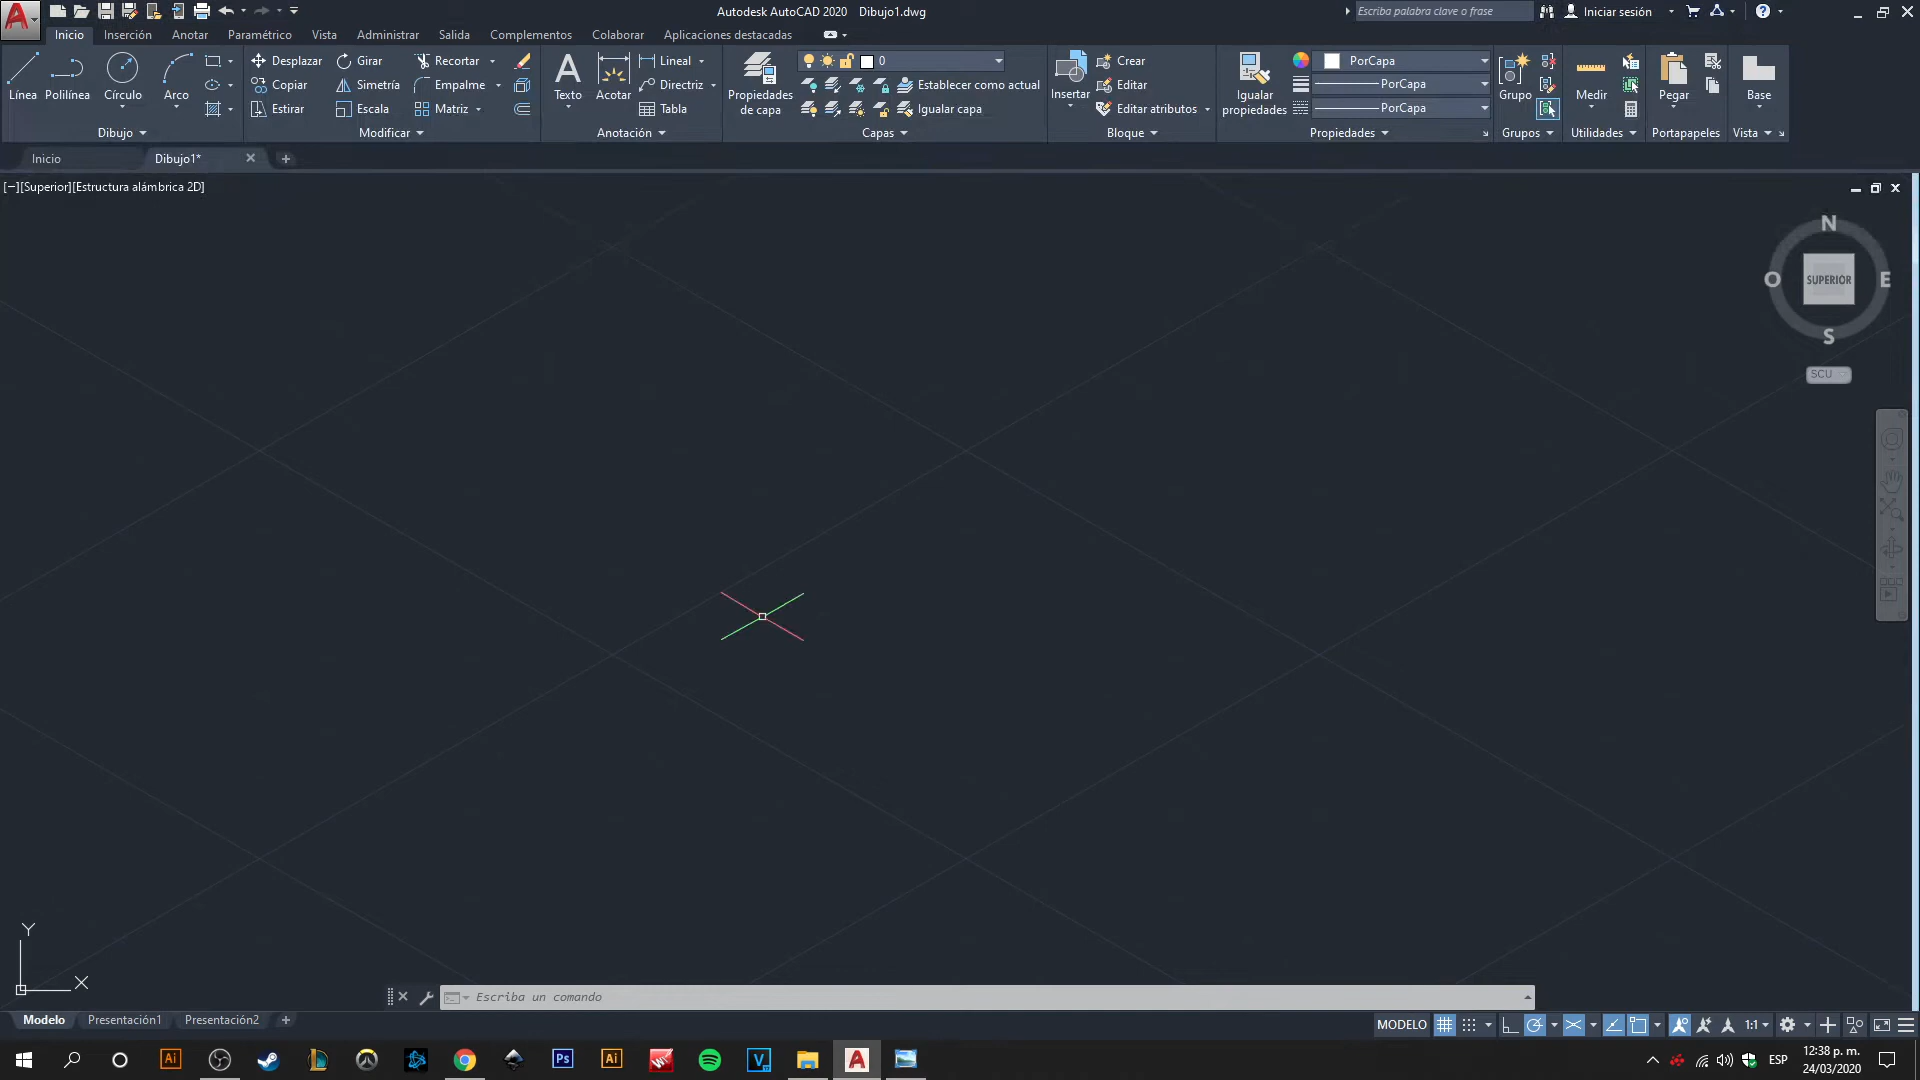 Autodesk AutoCAD 2020 Dibujo1.dwg
Escriba palabra clave o frase
Iniciar sesión
Inicio Inserción Anotar Paramétrico Vista Administrar Salida Complementos Colaborar Aplicaciones destacadas
Línea Polilínea Círculo Arco
Dibujo
Desplazar Girar Recortar
Copiar Simetría Empalme
Estirar Escala Matriz
Modificar
A
Texto Acotar
Lineal
Directriz
Tabla
Anotación
Propiedades de capa
0
Establecer como actual
Igualar capa
Capas
Insertar
Crear
Editar
Editar atributos
Bloque
Igualar propiedades
PorCapa
PorCapa
PorCapa
Propiedades
Grupo
Grupos
Medir
Utilidades
Pegar
Portapapeles
Base
Vista
Inicio Dibujo1*
[−][Superior][Estructura alámbrica 2D]
N
O SUPERIOR E
S
SCU
Y
X
Escriba un comando
Modelo Presentación1 Presentación2
MODELO 1:1
Ai Ps Ai V A
ESP
12:38 p. m.
24/03/2020